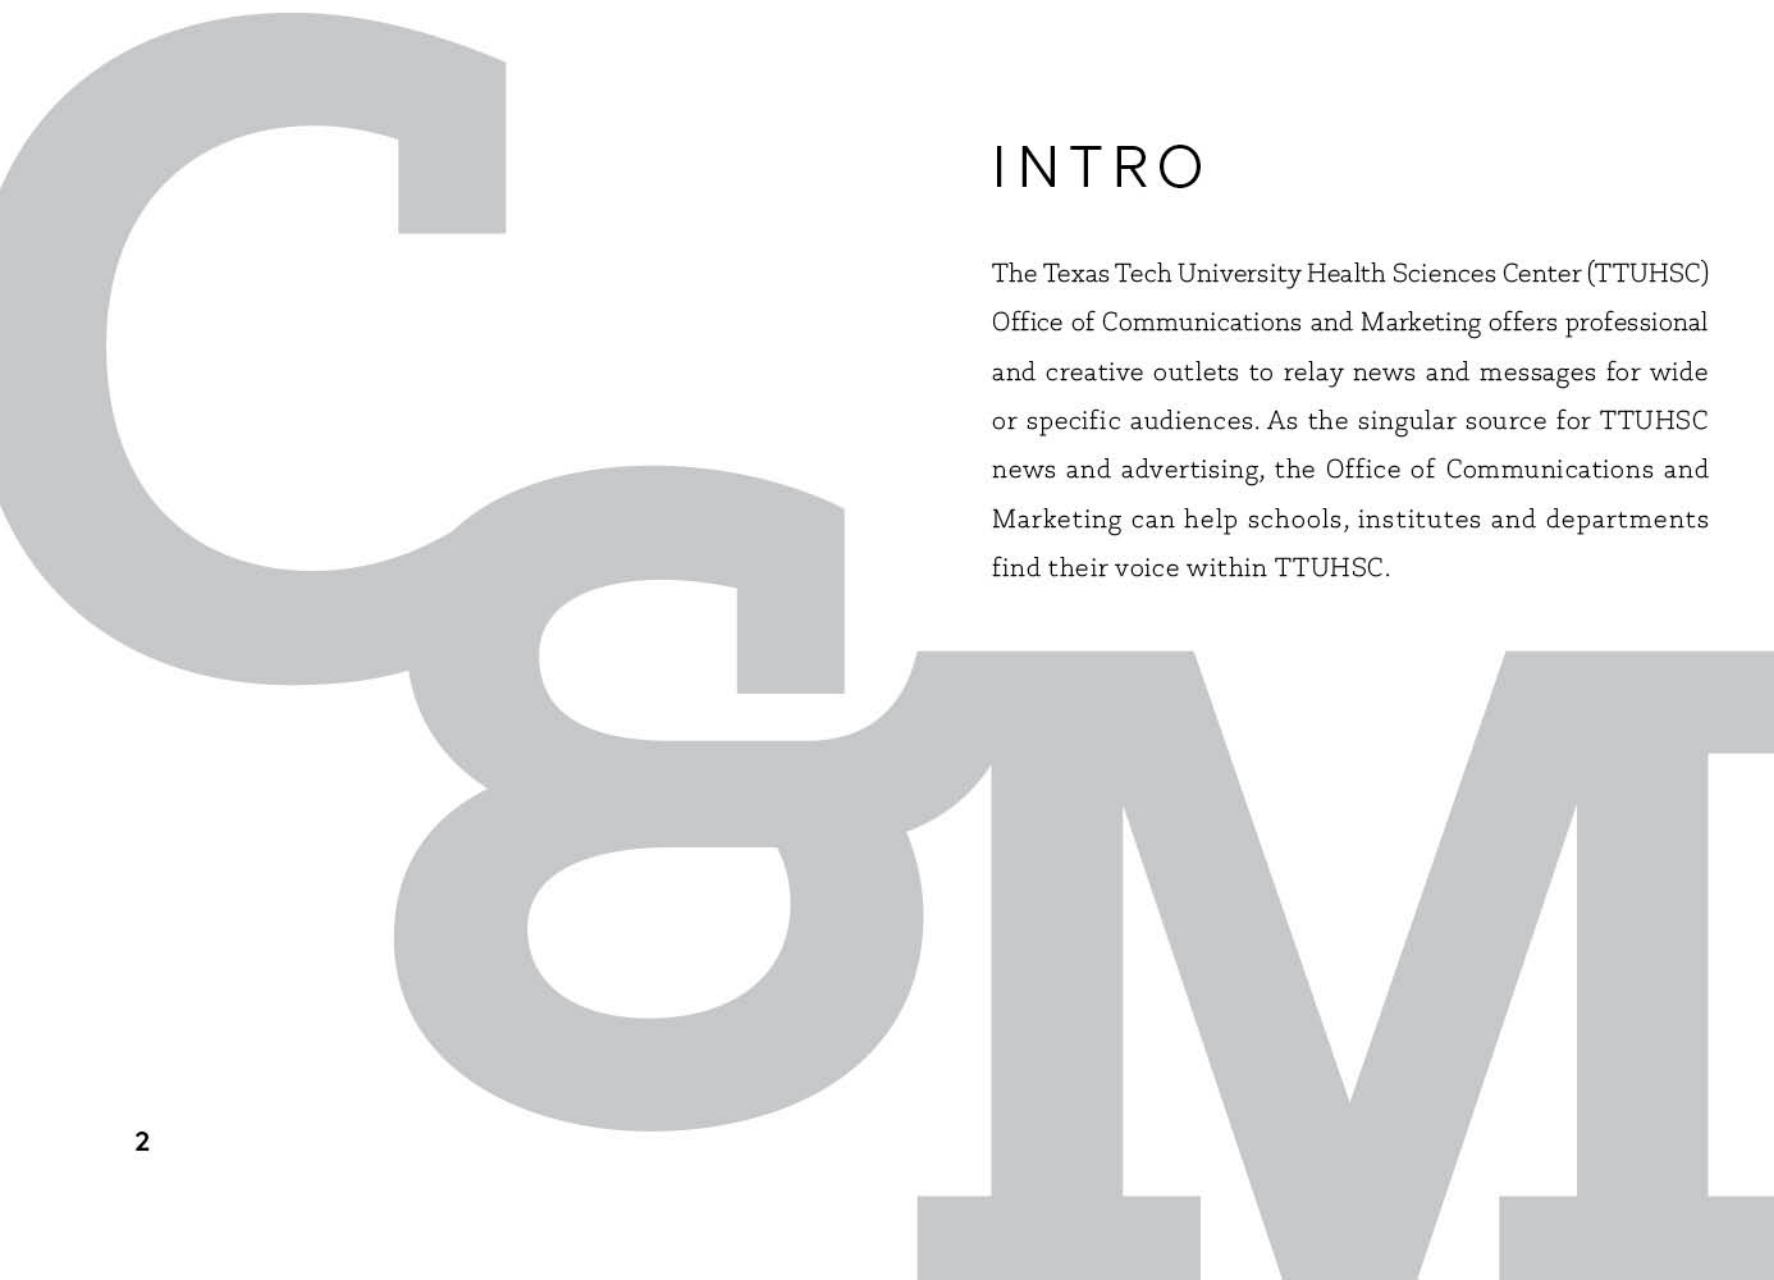 C&M
INTRO
The Texas Tech University Health Sciences Center (TTUHSC)
Office of Communications and Marketing offers professional
and creative outlets to relay news and messages for wide
or specific audiences. As the singular source for TTUHSC
news and advertising, the Office of Communications and
Marketing can help schools, institutes and departments
find their voice within TTUHSC.
2